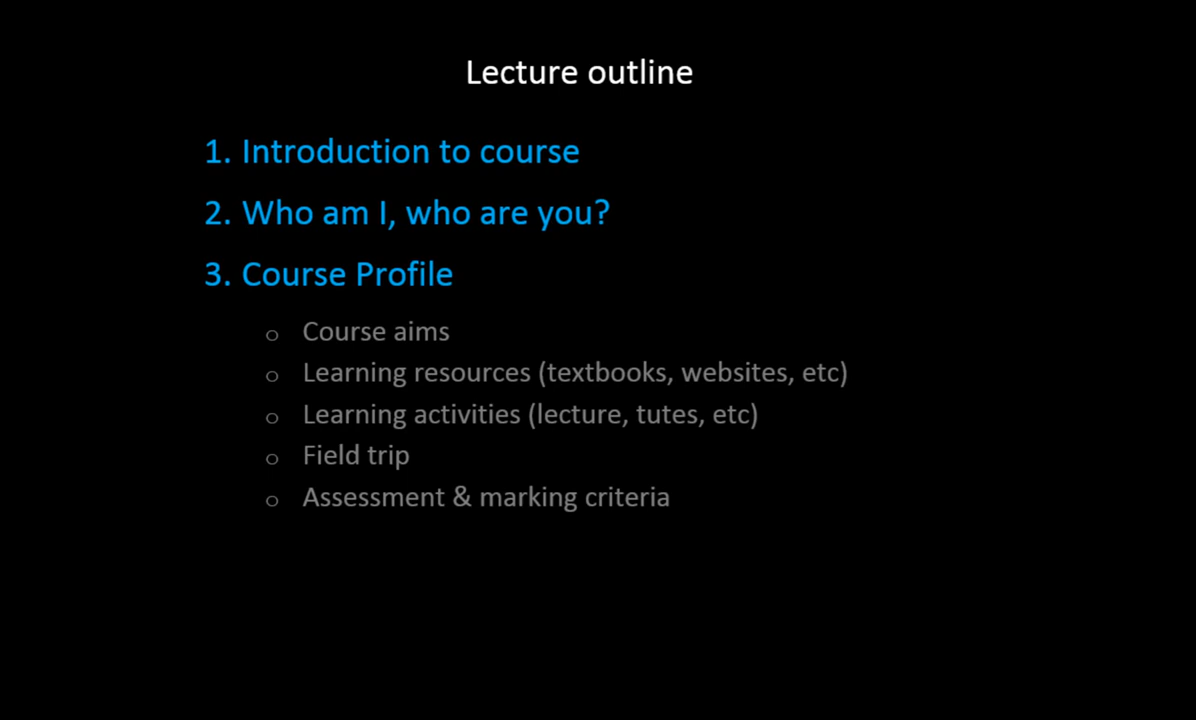 Lecture outline
1. Introduction to course
2. Who am I, who are you?
3. Course Profile
o Course aims
o Learning resources (textbooks, websites, etc)
o Learning activities (lecture, tutes, etc)
o Field trip
o Assessment & marking criteria